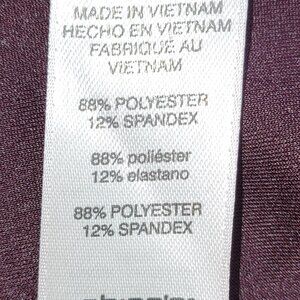 MADE IN VIETNAM
HECHO EN VIETNAM
FABRIQUÉ AU
VIETNAM
88% POLYESTER
12% SPANDEX
88% poliéster
12% elastano
88% POLYESTER
12% SPANDEX